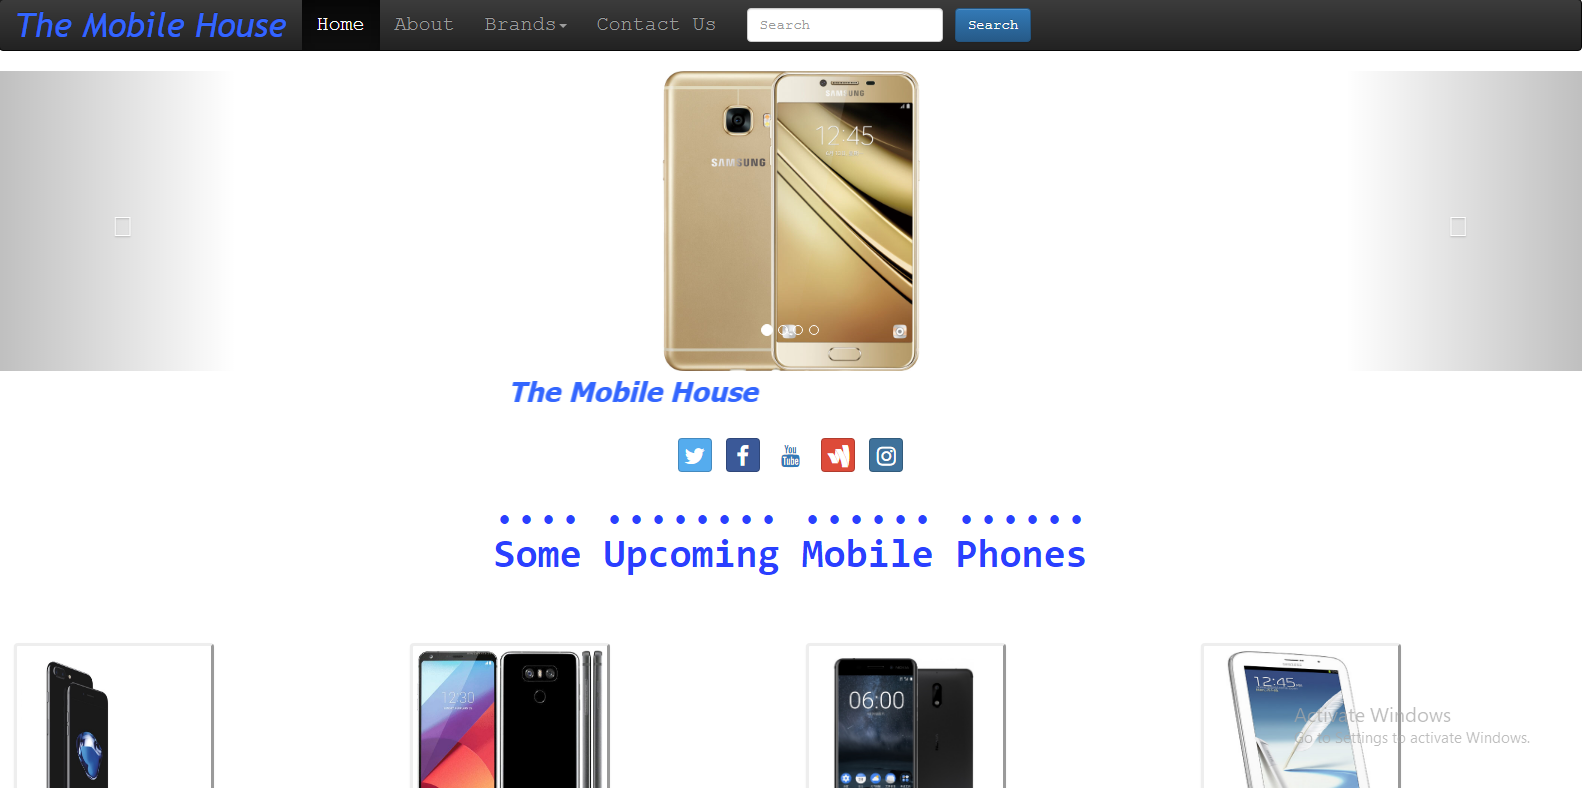 The Mobile House Home About Brands Contact Us Search Search
SAMSUNG
12:45
SAMSUNG
The Mobile House
You
Tube
Some Upcoming Mobile Phones
12:30
06:00
12:45
Activate Windows
Go to Settings to activate Windows.